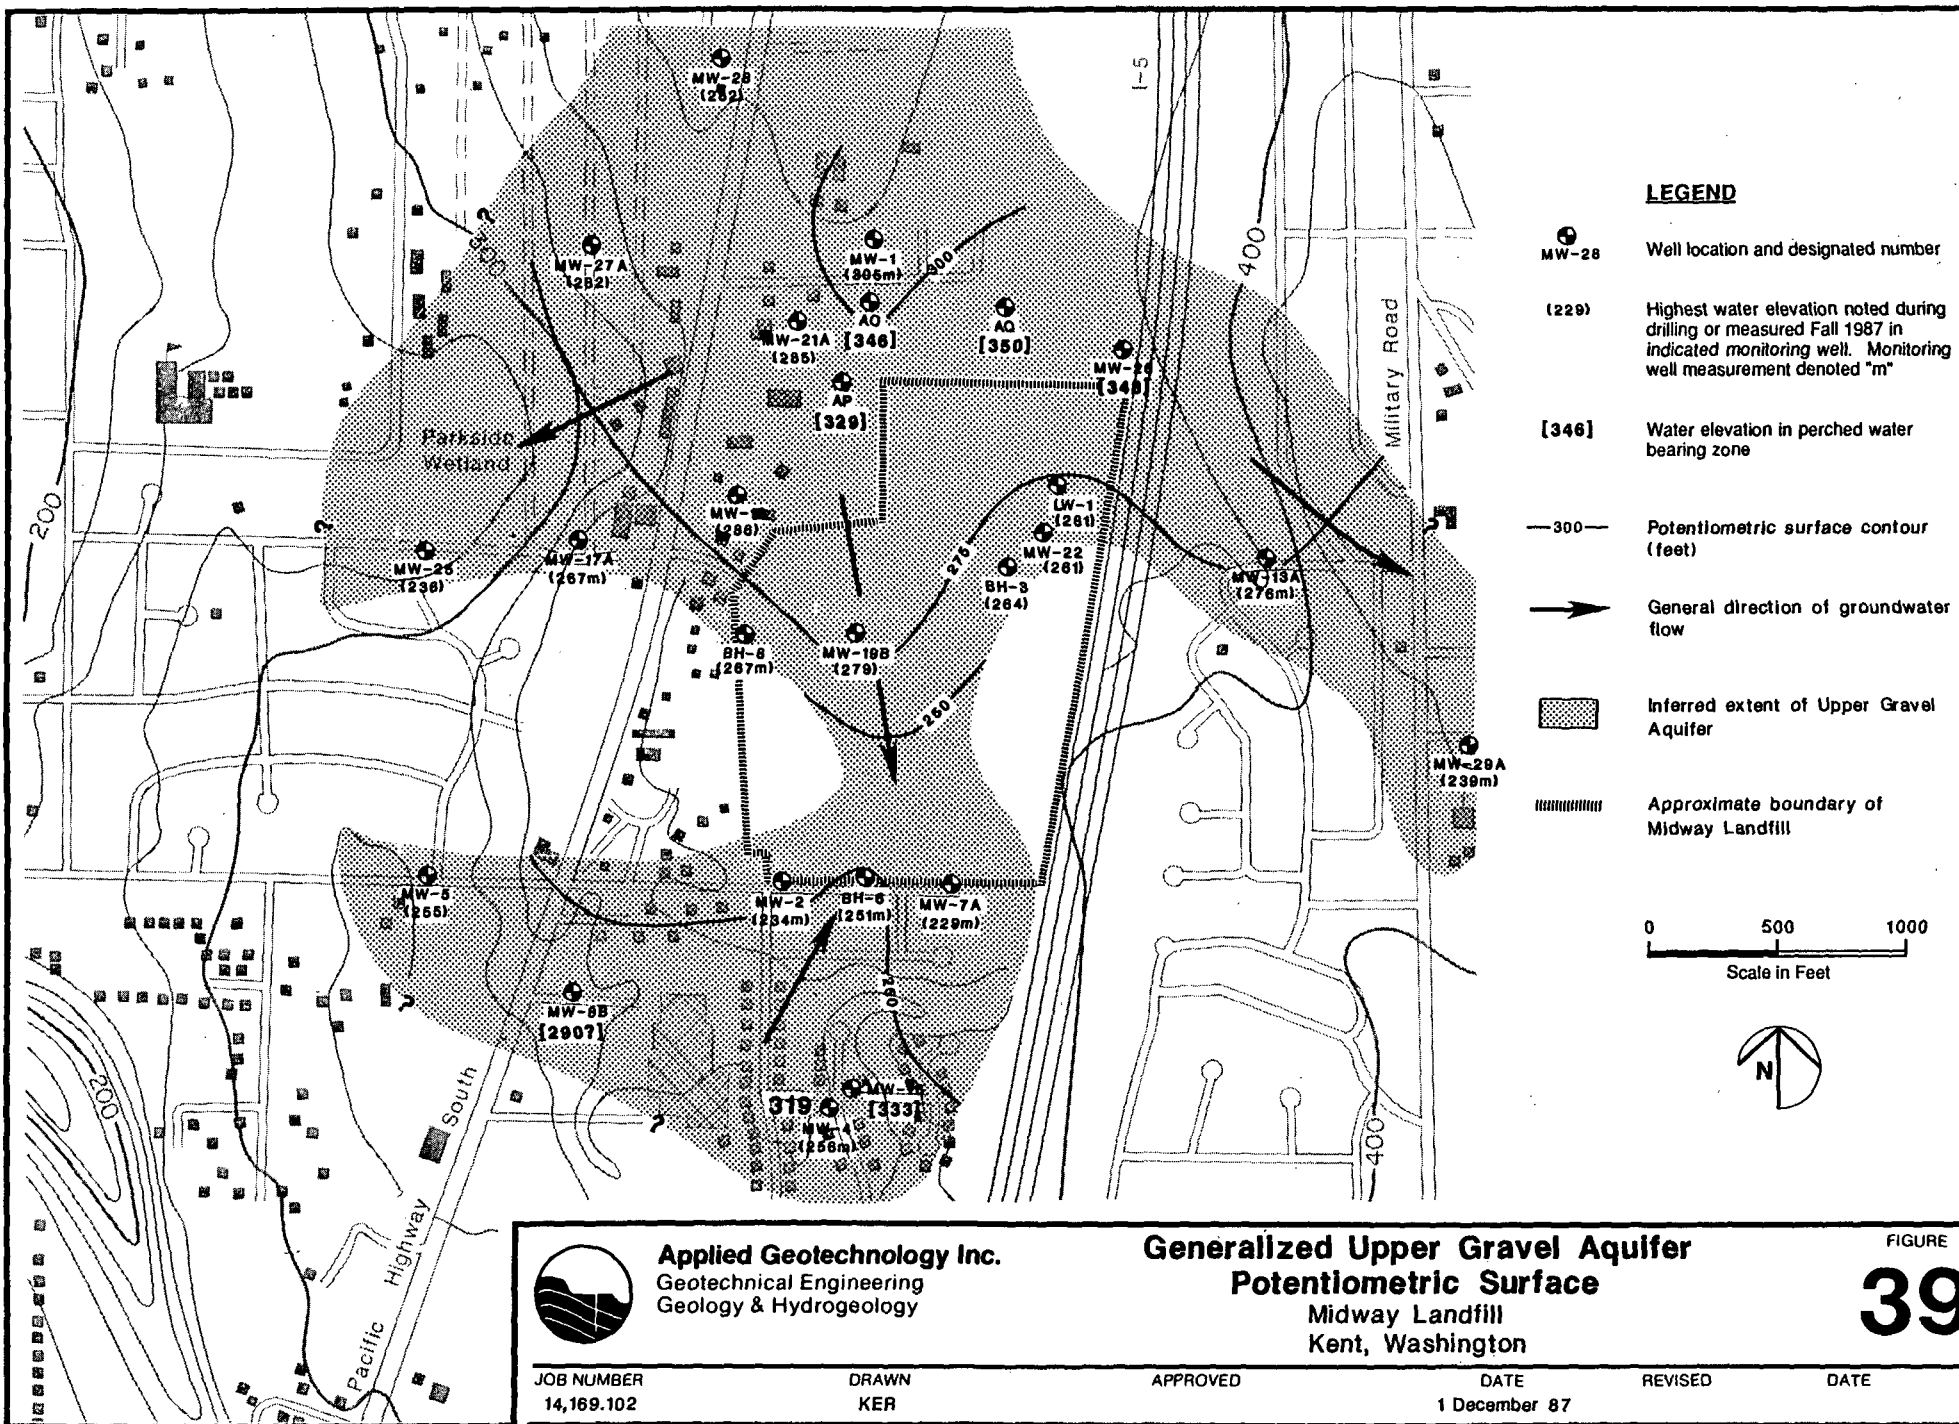 I-5
MW-28
(282)
?
300
400
MW-27A
(282)
MW-1
(305m)
300
MW-21A
(285)
AO
[346]
AQ
[350]
AP
[329]
Military Road
Parkside
Wetland
200
?
?
MW-25
(236)
MW-17A
(267m)
(286)
275
LW-1
(261)
MW-22
(261)
BH-3
(264)
MW-13A
(276m)
BH-8
(267m)
MW-19B
(279)
250
MW-29A
(239m)
MW-5
(255)
MW-2
(234m)
BH-6
(251m)
MW-7A
(229m)
?
MW-8B
[290?]
250
200
319
[333]
MW-4
(256m)
?
400
Pacific Highway South
LEGEND
MW-28
Well location and designated number
(229)
Highest water elevation noted during
drilling or measured Fall 1987 in
indicated monitoring well. Monitoring
well measurement denoted "m"
[346]
Water elevation in perched water
bearing zone
—300—
Potentiometric surface contour
(feet)
General direction of groundwater
flow
Inferred extent of Upper Gravel
Aquifer
Approximate boundary of
Midway Landfill
0 500 1000
Scale in Feet
N
Applied Geotechnology Inc.
Geotechnical Engineering
Geology & Hydrogeology
Generalized Upper Gravel Aquifer
Potentiometric Surface
Midway Landfill
Kent, Washington
FIGURE
39
JOB NUMBER
14,169.102
DRAWN
KER
APPROVED
DATE
1 December 87
REVISED
DATE